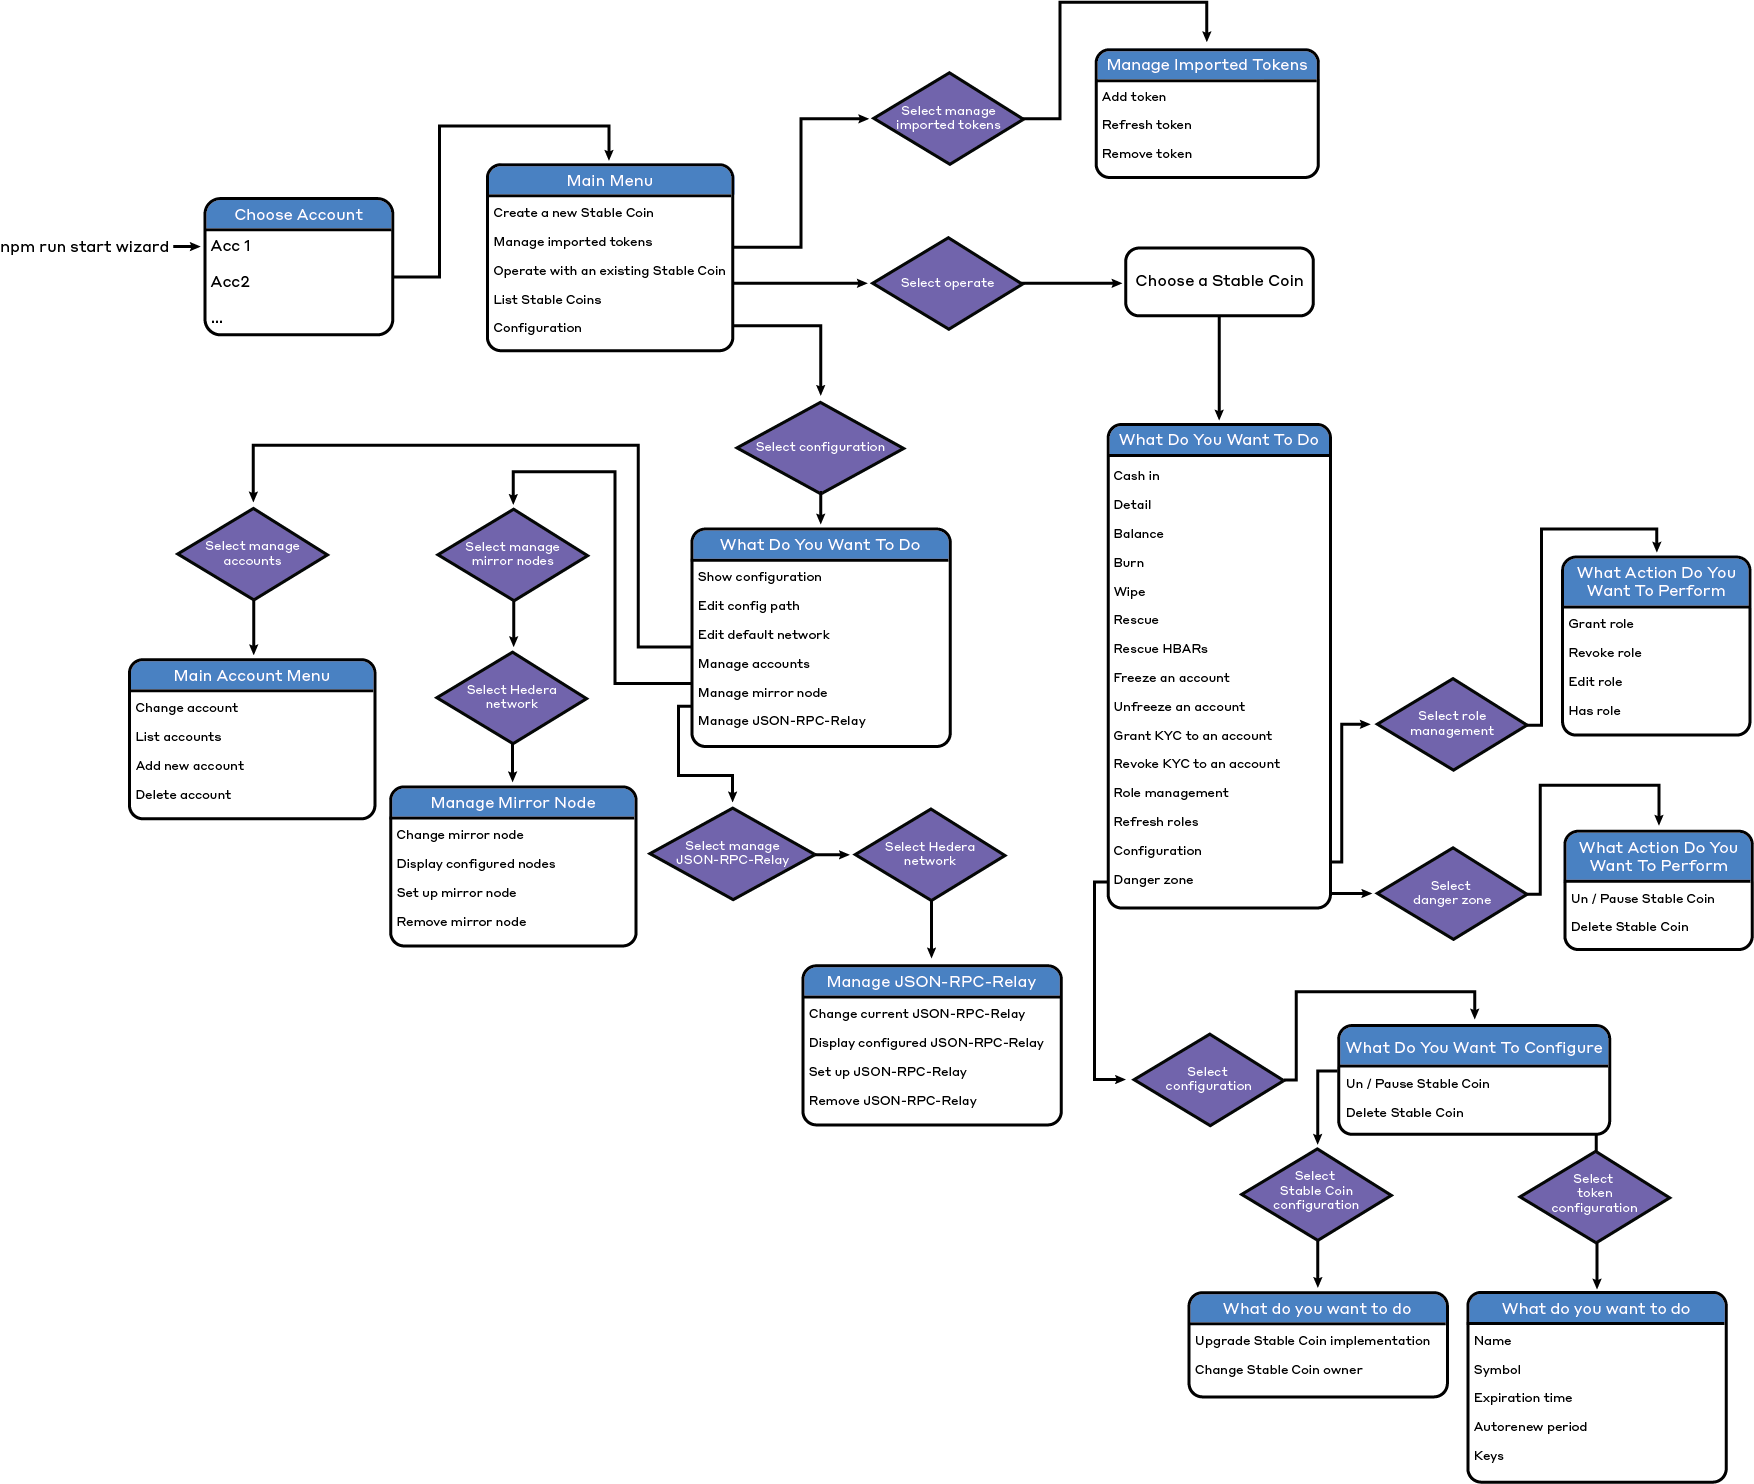 npm run start wizard
Choose Account
Acc 1
Acc2
...
Main Menu
Create a new Stable Coin
Manage imported tokens
Operate with an existing Stable Coin
List Stable Coins
Configuration
Select manage
imported tokens
Manage Imported Tokens
Add token
Refresh token
Remove token
Select operate
Choose a Stable Coin
Select configuration
What Do You Want To Do
Show configuration
Edit config path
Edit default network
Manage accounts
Manage mirror node
Manage JSON-RPC-Relay
Select manage
accounts
Main Account Menu
Change account
List accounts
Add new account
Delete account
Select manage
mirror nodes
Select Hedera
network
Manage Mirror Node
Change mirror node
Display configured nodes
Set up mirror node
Remove mirror node
Select manage
JSON-RPC-Relay
Select Hedera
network
Manage JSON-RPC-Relay
Change current JSON-RPC-Relay
Display configured JSON-RPC-Relay
Set up JSON-RPC-Relay
Remove JSON-RPC-Relay
What Do You Want To Do
Cash in
Detail
Balance
Burn
Wipe
Rescue
Rescue HBARs
Freeze an account
Unfreeze an account
Grant KYC to an account
Revoke KYC to an account
Role management
Refresh roles
Configuration
Danger zone
Select role
management
What Action Do You
Want To Perform
Grant role
Revoke role
Edit role
Has role
Select
danger zone
What Action Do You
Want To Perform
Un / Pause Stable Coin
Delete Stable Coin
Select
configuration
What Do You Want To Configure
Un / Pause Stable Coin
Delete Stable Coin
Select
Stable Coin
configuration
Select
token
configuration
What do you want to do
Upgrade Stable Coin implementation
Change Stable Coin owner
What do you want to do
Name
Symbol
Expiration time
Autorenew period
Keys